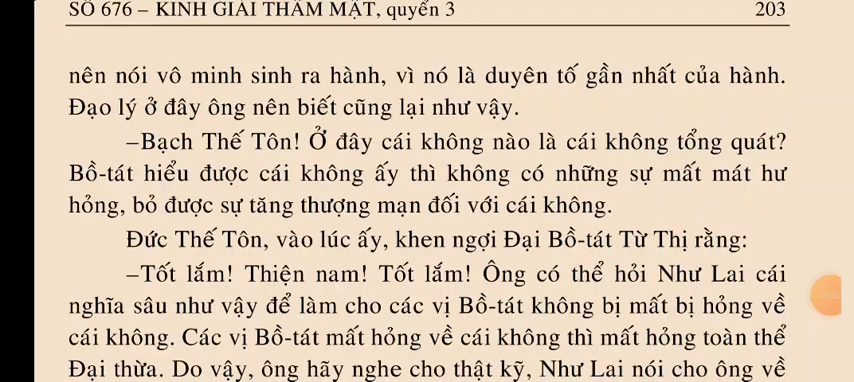 SỐ 676 – KINH GIẢI THÂM MẬT, quyển 3 203
nên nói vô minh sinh ra hành, vì nó là duyên tố gần nhất của hành.
Đạo lý ở đây ông nên biết cũng lại như vậy.
–Bạch Thế Tôn! Ở đây cái không nào là cái không tổng quát?
Bồ-tát hiểu được cái không ấy thì không có những sự mất mát hư
hỏng, bỏ được sự tăng thượng mạn đối với cái không.
Đức Thế Tôn, vào lúc ấy, khen ngợi Đại Bồ-tát Từ Thị rằng:
–Tốt lắm! Thiện nam! Tốt lắm! Ông có thể hỏi Như Lai cái
nghĩa sâu như vậy để làm cho các vị Bồ-tát không bị mất bị hỏng về
cái không. Các vị Bồ-tát mất hỏng về cái không thì mất hỏng toàn thể
Đại thừa. Do vậy, ông hãy nghe cho thật kỹ, Như Lai nói cho ông về